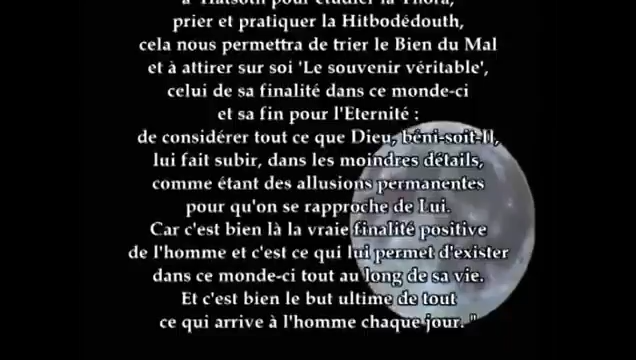 à 'Hatsoth pour étudier la Thora,
prier et pratiquer la Hitbodédouth,
cela nous permettra de trier le Bien du Mal
et à attirer sur soi 'Le souvenir véritable',
celui de sa finalité dans ce monde-ci
et sa fin pour l'Eternité :
de considérer tout ce que Dieu, béni-soit-Il,
lui fait subir, dans les moindres détails,
comme étant des allusions permanentes
pour qu'on se rapproche de Lui.
Car c'est bien là la vraie finalité positive
de l'homme et c'est ce qui lui permet d'exister
dans ce monde-ci tout au long de sa vie.
Et c'est bien le but ultime de tout
ce qui arrive à l'homme chaque jour. "